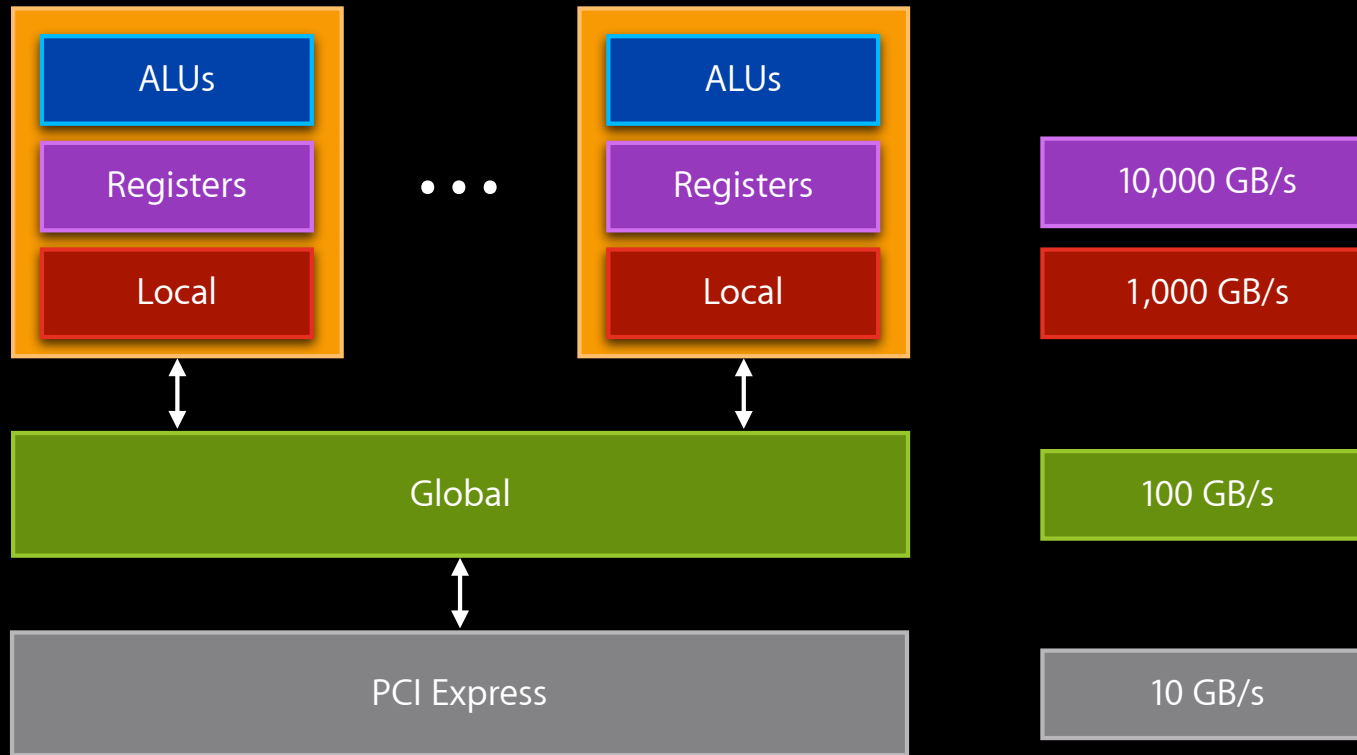 ALUs
ALUs
Registers
• • •
Registers
10,000 GB/s
Local
Local
1,000 GB/s
Global
100 GB/s
PCI Express
10 GB/s